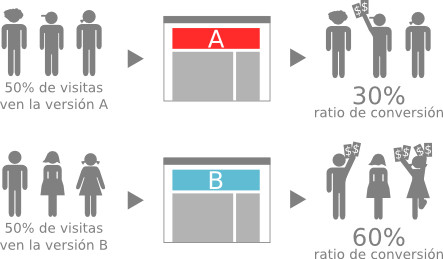 A
$$
50% de visitas
ven la versión A
30%
ratio de conversión
B
$ $$ $$
50% de visitas
ven la versión B
60%
ratio de conversión